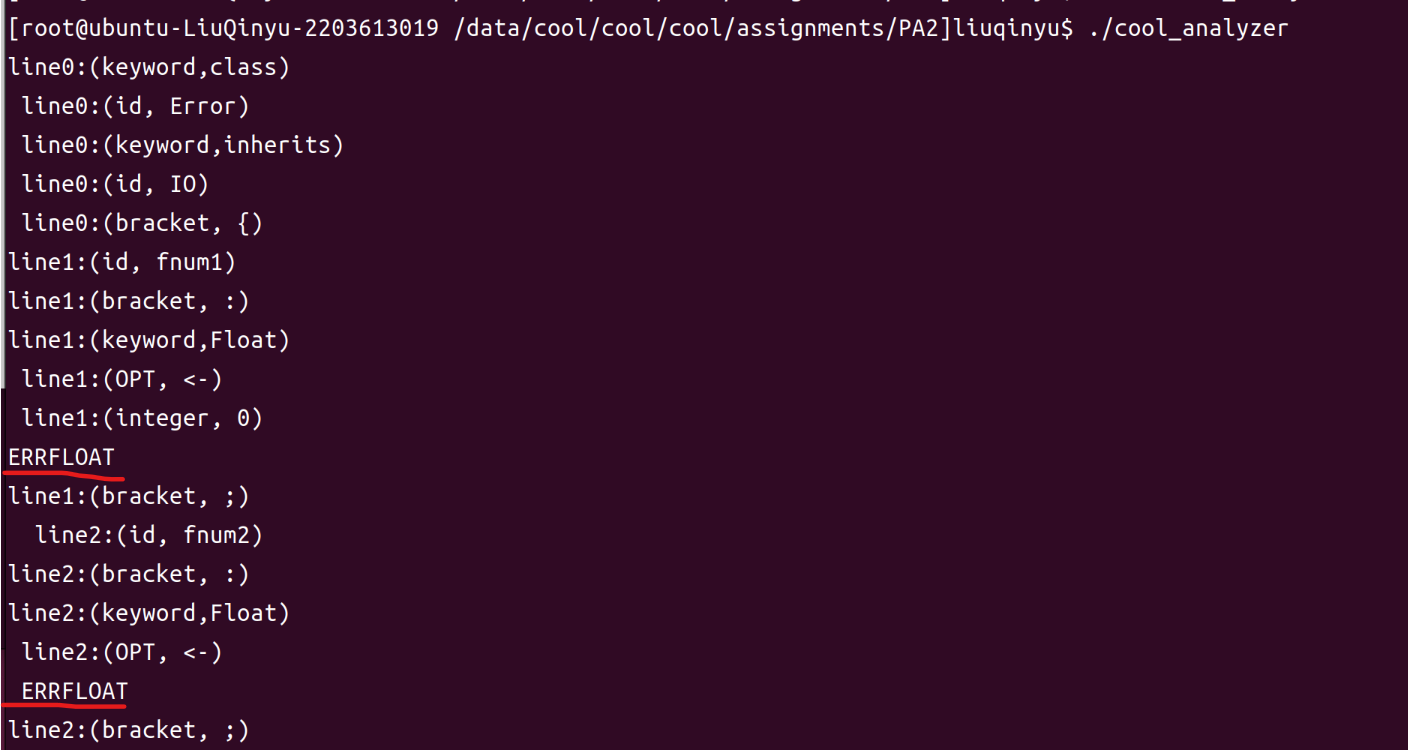 [root@ubuntu-LiuQinyu-2203613019 /data/cool/cool/cool/assignments/PA2]liuqinyu$ ./cool_analyzer
line0:(keyword,class)
 line0:(id, Error)
 line0:(keyword,inherits)
 line0:(id, IO)
 line0:(bracket, {)
line1:(id, fnum1)
line1:(bracket, :)
line1:(keyword,Float)
 line1:(OPT, <-)
 line1:(integer, 0)
ERRFLOAT
line1:(bracket, ;)
  line2:(id, fnum2)
line2:(bracket, :)
line2:(keyword,Float)
 line2:(OPT, <-)
 ERRFLOAT
line2:(bracket, ;)